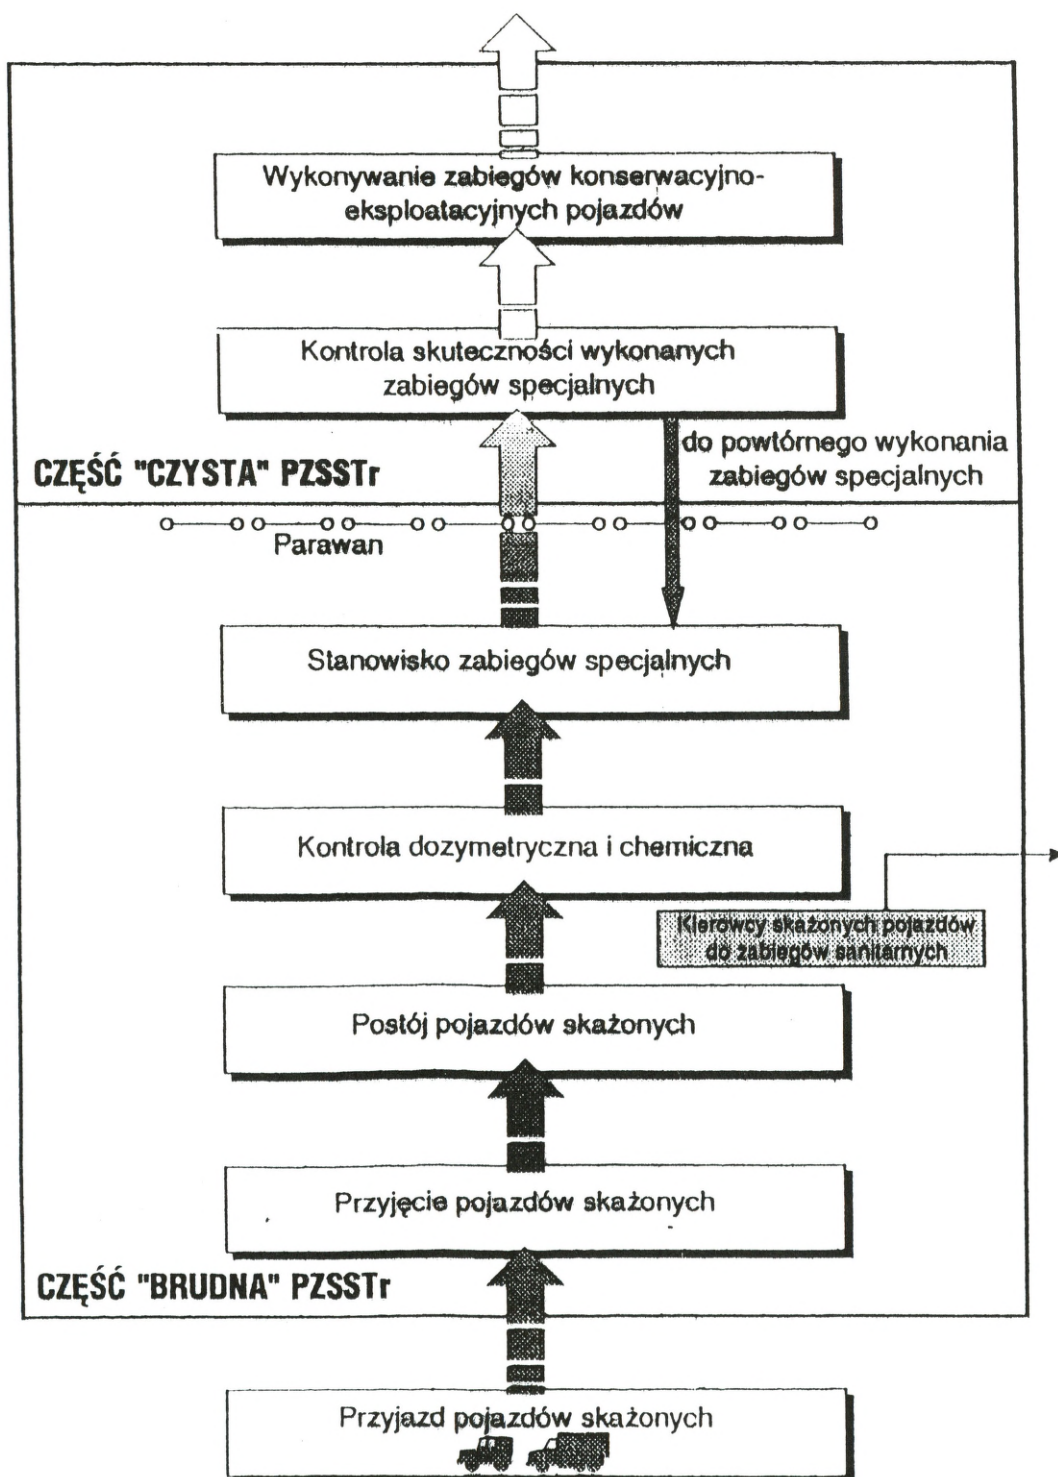 Wykonywanie zabiegów konserwacyjno-
eksploatacyjnych pojazdów
Kontrola skuteczności wykonanych
zabiegów specjalnych
do powtórnego wykonania
zabiegów specjalnych
CZĘŚĆ "CZYSTA" PZSSTr
Parawan
Stanowisko zabiegów specjalnych
Kontrola dozymetryczna i chemiczna
Kierowcy skażonych pojazdów
do zabiegów sanitarnych
Postój pojazdów skażonych
Przyjęcie pojazdów skażonych
CZĘŚĆ "BRUDNA" PZSSTr
Przyjazd pojazdów skażonych